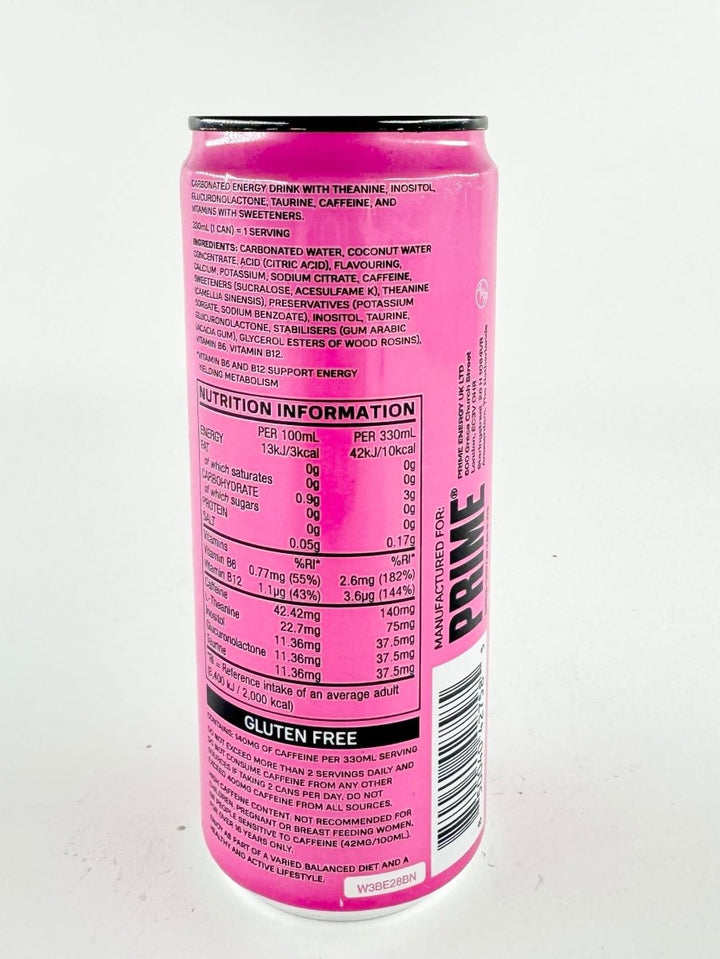 CARBONATED ENERGY DRINK WITH THEANINE, INOSITOL,
GLUCURONOLACTONE, TAURINE, CAFFEINE, AND
VITAMINS WITH SWEETENERS.
330mL (1 CAN) = 1 SERVING
INGREDIENTS: CARBONATED WATER, COCONUT WATER
CONCENTRATE, ACID (CITRIC ACID), FLAVOURING,
CALCIUM, POTASSIUM, SODIUM CITRATE, CAFFEINE,
SWEETENERS (SUCRALOSE, ACESULFAME K), THEANINE
(CAMELLIA SINENSIS), PRESERVATIVES (POTASSIUM
SORBATE, SODIUM BENZOATE), INOSITOL, TAURINE,
GLUCURONOLACTONE, STABILISERS (GUM ARABIC
(ACACIA GUM), GLYCEROL ESTERS OF WOOD ROSINS),
VITAMIN B6, VITAMIN B12.
*VITAMIN B6 AND B12 SUPPORT ENERGY
YIELDING METABOLISM
NUTRITION INFORMATION
PER 100mL PER 330mL
ENERGY 13kJ/3kcal 42kJ/10kcal
FAT 0g 0g
of which saturates 0g 0g
CARBOHYDRATE 0.9g 3g
of which sugars 0g 0g
PROTEIN 0g 0g
SALT 0.05g 0.17g
Vitamins %RI* %RI*
Vitamin B6 0.77mg (55%) 2.6mg (182%)
Vitamin B12 1.1µg (43%) 3.6µg (144%)
Caffeine 42.42mg 140mg
L-Theanine 22.7mg 75mg
Inositol 11.36mg 37.5mg
Glucuronolactone 11.36mg 37.5mg
Taurine 11.36mg 37.5mg
= Reference intake of an average adult
(8,400 kJ / 2,000 kcal)
GLUTEN FREE
CONTAINS: 140MG OF CAFFEINE PER 330ML SERVING
DO NOT EXCEED MORE THAN 2 SERVINGS DAILY AND
DO NOT CONSUME CAFFEINE FROM ANY OTHER
SOURCES IF TAKING 2 CANS PER DAY. DO NOT
EXCEED 400MG CAFFEINE FROM ALL SOURCES.
HIGH CAFFEINE CONTENT. NOT RECOMMENDED FOR
CHILDREN, PREGNANT OR BREAST FEEDING WOMEN,
OR PEOPLE SENSITIVE TO CAFFEINE (42MG/100ML).
FOR OVER 16 YEARS ONLY.
ENJOY AS PART OF A VARIED BALANCED DIET AND A
HEALTHY AND ACTIVE LIFESTYLE.
W3BE28BN
MANUFACTURED FOR:
PRIME®
PRIME ENERGY UK LTD
60 Grace Church Street
London, EC3V 0HR